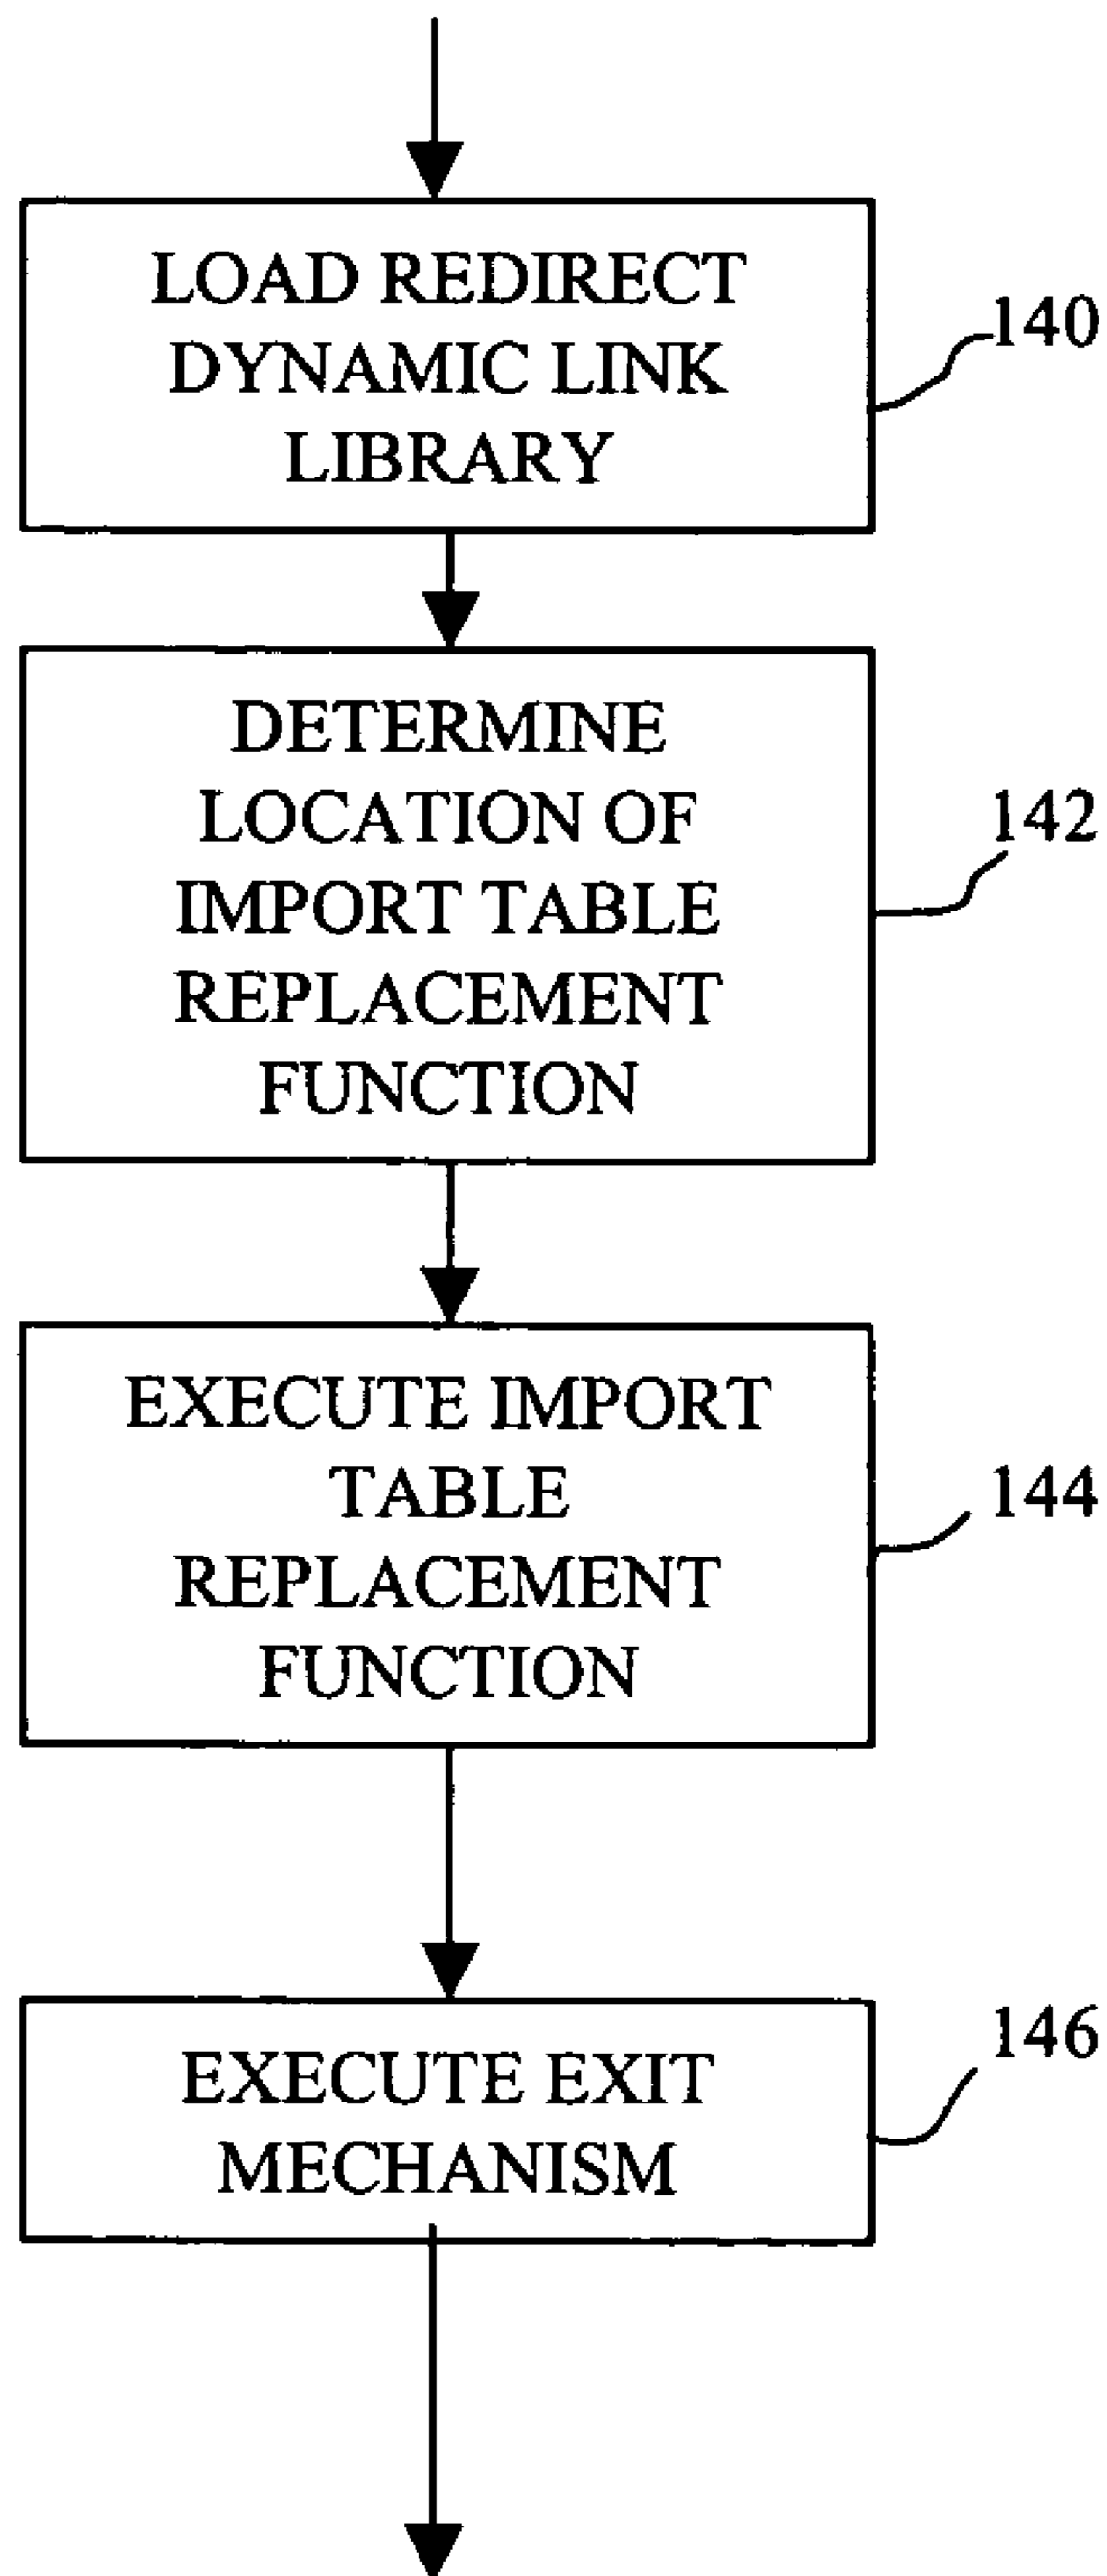 LOAD REDIRECT
DYNAMIC LINK
LIBRARY
140
DETERMINE
LOCATION OF
IMPORT TABLE
REPLACEMENT
FUNCTION
142
EXECUTE IMPORT
TABLE
REPLACEMENT
FUNCTION
144
EXECUTE EXIT
MECHANISM
146